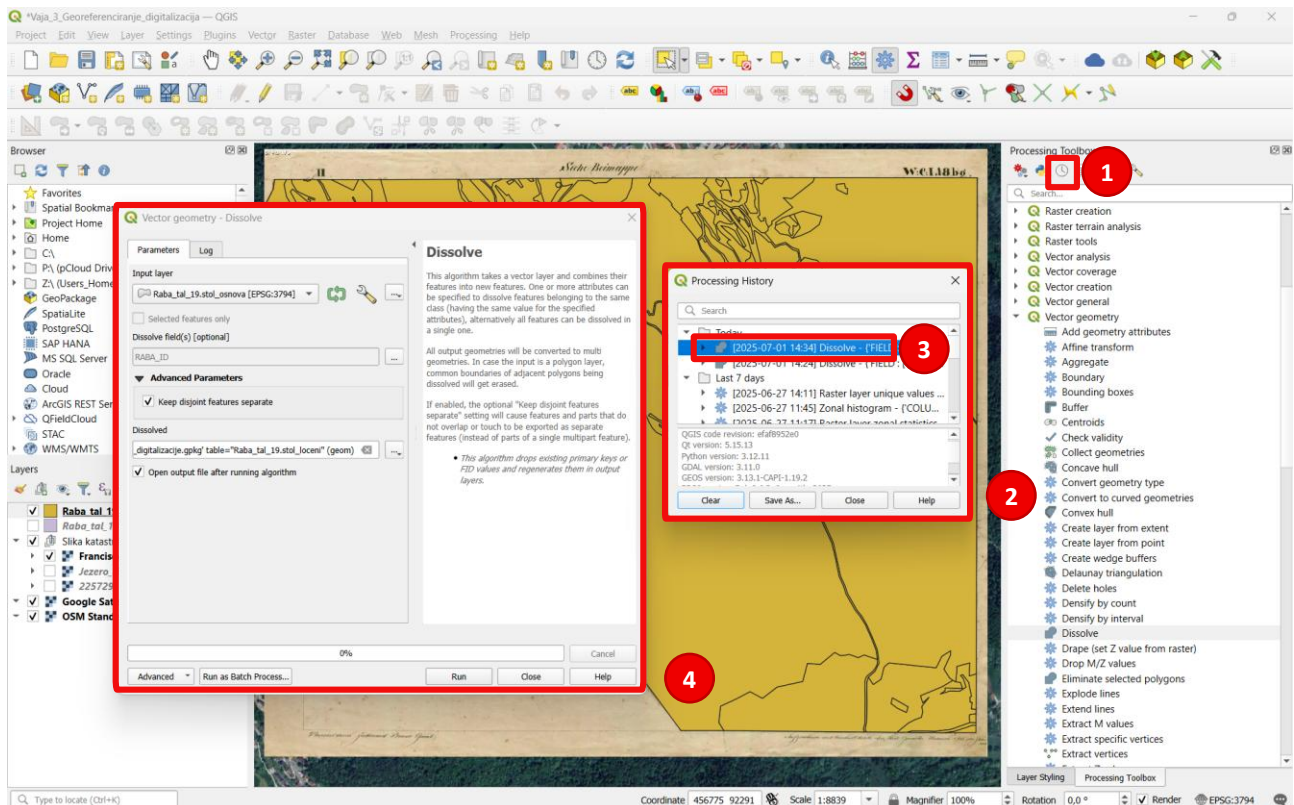 *Vaja_3_Georeferenciranje_digitalizacija — QGIS
Project Edit View Layer Settings Plugins Vector Raster Database Web Mesh Processing Help
Browser
Favorites
Spatial Bookmar
Project Home
Home
C:\
P:\ (pCloud Driv
Z:\ (Users_Home
GeoPackage
SpatiaLite
PostgreSQL
SAP HANA
MS SQL Server
Oracle
Cloud
ArcGIS REST Ser
QFieldCloud
STAC
WMS/WMTS
Layers
Raba_tal_1
Raba_tal_1
Slika katast
Francis
Jezero_
225729
Google Sat
OSM Stand
II
W.C.I.18 bg.
Vector geometry - Dissolve
Parameters Log
Input layer
Raba_tal_19.stol_osnova [EPSG:3794]
Selected features only
Dissolve field(s) [optional]
RABA_ID
Advanced Parameters
Keep disjoint features separate
Dissolved
_digitalizacije.gpkg' table="Raba_tal_19.stol_loceni" (geom)
Open output file after running algorithm
Dissolve
This algorithm takes a vector layer and combines their
features into new features. One or more attributes can
be specified to dissolve features belonging to the same
class (having the same value for the specified
attributes), alternatively all features can be dissolved in
a single one.
All output geometries will be converted to multi
geometries. In case the input is a polygon layer,
common boundaries of adjacent polygons being
dissolved will get erased.
If enabled, the optional "Keep disjoint features
separate" setting will cause features and parts that do
not overlap or touch to be exported as separate
features (instead of parts of a single multipart feature).
• This algorithm drops existing primary keys or
FID values and regenerates them in output
layers.
0%
Cancel
Advanced Run as Batch Process... Run Close Help
4
Processing History
Search
Today
[2025-07-01 14:34] Dissolve - {'FIELD'
3
[2025-07-01 14:24] Dissolve - {'FIELD'
Last 7 days
[2025-06-27 14:11] Raster layer unique values ...
[2025-06-27 11:45] Zonal histogram - {'COLU...
[2025-06-27 11:17] Raster layer zonal statistics
QGIS code revision: efaf8952e0
Qt version: 5.15.13
Python version: 3.12.11
GDAL version: 3.11.0
GEOS version: 3.13.1-CAPI-1.19.2
Clear Save As... Close Help
2
Processing Toolbox
1
Search...
Raster creation
Raster terrain analysis
Raster tools
Vector analysis
Vector coverage
Vector creation
Vector general
Vector geometry
Add geometry attributes
Affine transform
Aggregate
Boundary
Bounding boxes
Buffer
Centroids
Check validity
Collect geometries
Concave hull
Convert geometry type
Convert to curved geometries
Convex hull
Create layer from extent
Create layer from point
Create wedge buffers
Delaunay triangulation
Delete holes
Densify by count
Densify by interval
Dissolve
Drape (set Z value from raster)
Drop M/Z values
Eliminate selected polygons
Explode lines
Extend lines
Extract M values
Extract specific vertices
Extract vertices
Layer Styling Processing Toolbox
Type to locate (Ctrl+K) Coordinate 456775 92291 Scale 1:8839 Magnifier 100% Rotation 0,0 ° Render EPSG:3794